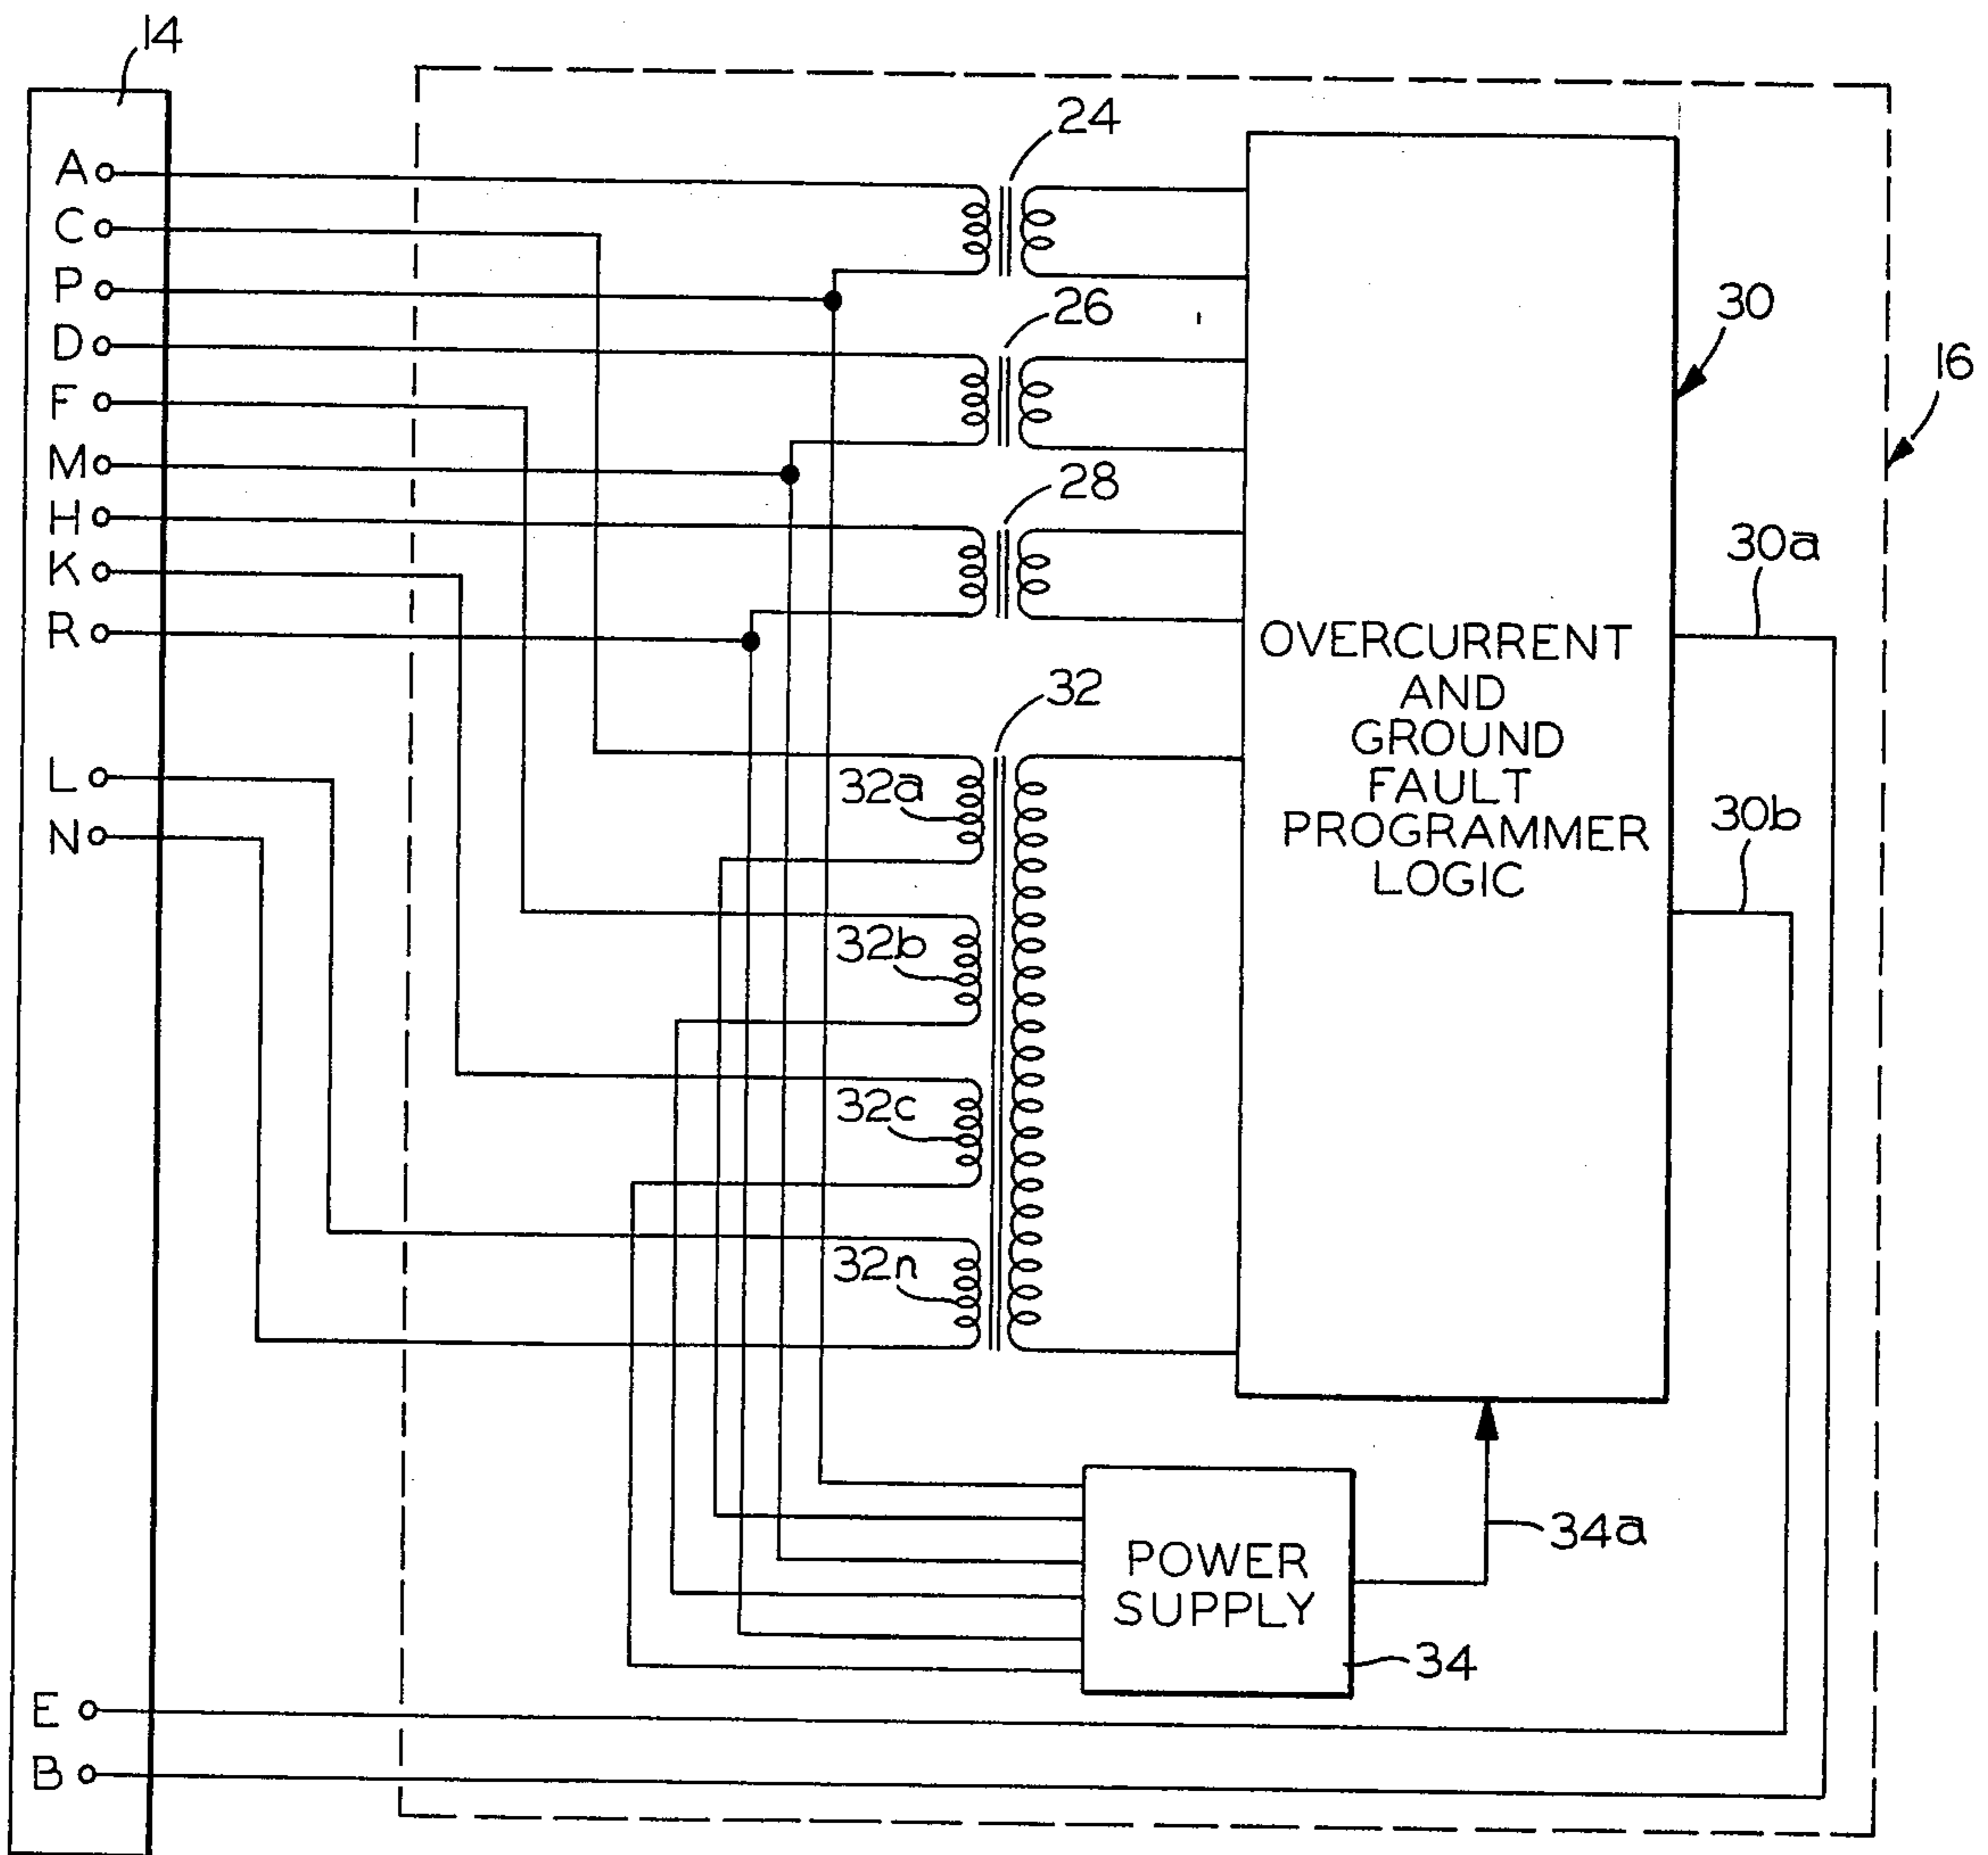 14
A
C
P
D
F
M
H
K
R
L
N
E
B
24
26
28
32
32a
32b
32c
32n
OVERCURRENT
AND
GROUND
FAULT
PROGRAMMER
LOGIC
30
16
30a
30b
POWER
SUPPLY
34a
34